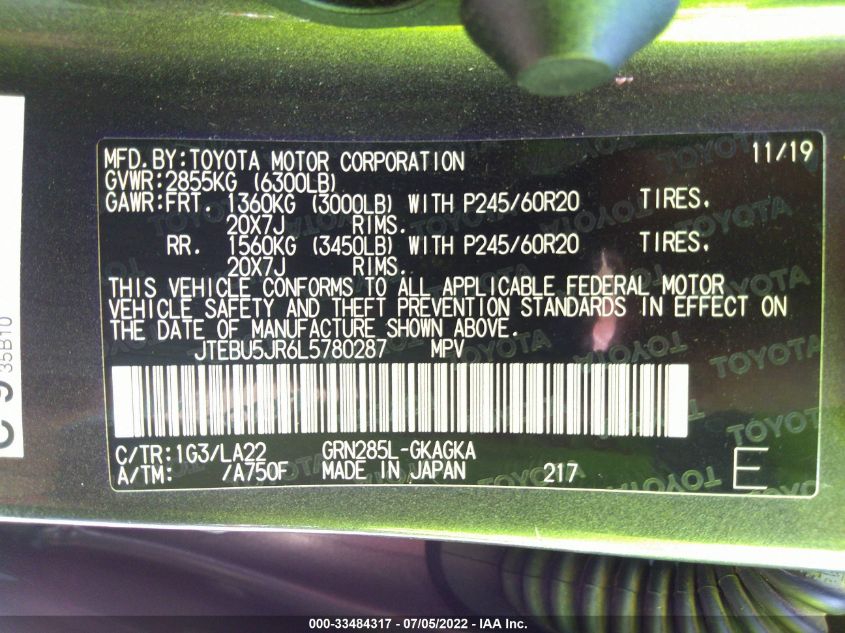 MFD.BY:TOYOTA MOTOR CORPORATION 11/19
GVWR:2855KG (6300LB)
GAWR:FRT. 1360KG (3000LB) WITH P245/60R20 TIRES.
20X7J RIMS.
RR. 1560KG (3450LB) WITH P245/60R20 TIRES.
20X7J RIMS.
THIS VEHICLE CONFORMS TO ALL APPLICABLE FEDERAL MOTOR
VEHICLE SAFETY AND THEFT PREVENTION STANDARDS IN EFFECT ON
THE DATE OF MANUFACTURE SHOWN ABOVE.
JTEBU5JR6L5780287 MPV
C/TR:1G3/LA22 GRN285L-GKAGKA
A/TM: /A750F MADE IN JAPAN 217 E
35B10
000-33484317 - 07/05/2022 - IAA Inc.